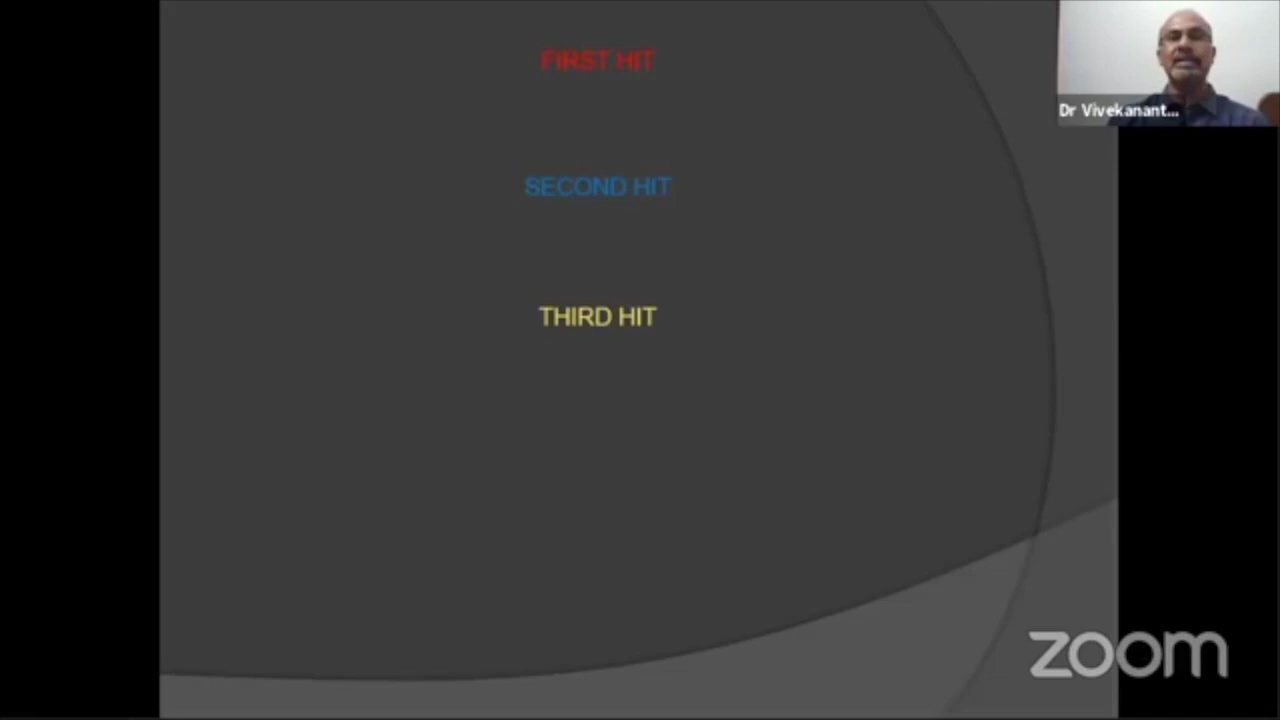 FIRST HIT
Dr Vivekanant...
SECOND HIT
THIRD HIT
zoom